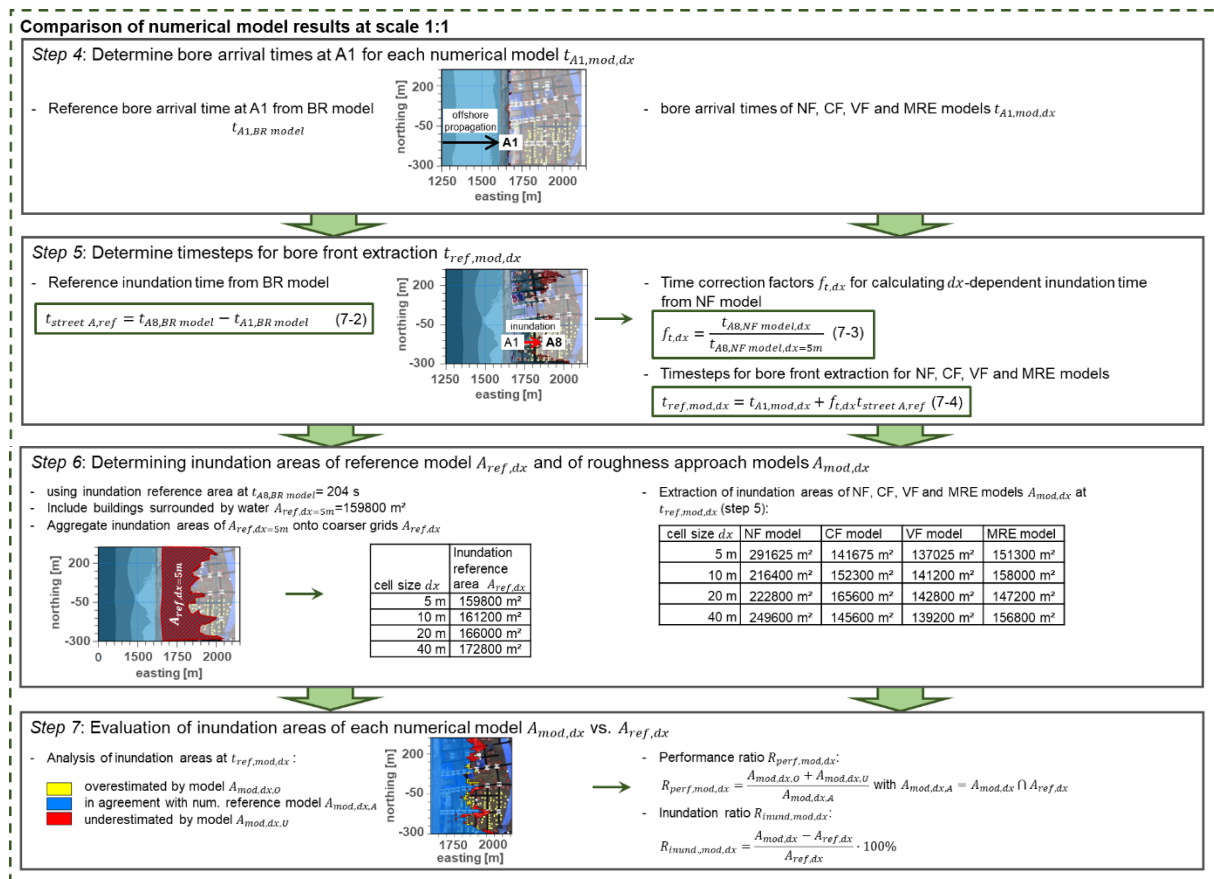 Comparison of numerical model results at scale 1:1
Step 4: Determine bore arrival times at A1 for each numerical model t_{A1,mod,dx}
- Reference bore arrival time at A1 from BR model
t_{A1,BR model}
northing [m]
200
-50
-300
offshore
propagation
A1
1250 1500 1750 2000
easting [m]
- bore arrival times of NF, CF, VF and MRE models t_{A1,mod,dx}
Step 5: Determine timesteps for bore front extraction t_{ref,mod,dx}
- Reference inundation time from BR model
t_{street A,ref} = t_{A8,BR model} − t_{A1,BR model} (7-2)
northing [m]
200
-50
-300
inundation
A1 A8
1250 1500 1750 2000
easting [m]
- Time correction factors f_{t,dx} for calculating dx-dependent inundation time
from NF model
f_{t,dx} = t_{A8,NF model,dx} / t_{A8,NF model,dx=5m} (7-3)
- Timesteps for bore front extraction for NF, CF, VF and MRE models
t_{ref,mod,dx} = t_{A1,mod,dx} + f_{t,dx}t_{street A,ref} (7-4)
Step 6: Determining inundation areas of reference model A_{ref,dx} and of roughness approach models A_{mod,dx}
- using inundation reference area at t_{A8,BR model}= 204 s
- Include buildings surrounded by water A_{ref,dx=5m}=159800 m²
- Aggregate inundation areas of A_{ref,dx=5m} onto coarser grids A_{ref,dx}
northing [m]
200
-50
-300
A_{ref,dx=5m}
0 1500 1750 2000
easting [m]
cell size dx Inundation reference area A_{ref,dx}
5 m 159800 m²
10 m 161200 m²
20 m 166000 m²
40 m 172800 m²
- Extraction of inundation areas of NF, CF, VF and MRE models A_{mod,dx} at
t_{ref,mod,dx} (step 5):
cell size dx NF model CF model VF model MRE model
5 m 291625 m² 141675 m² 137025 m² 151300 m²
10 m 216400 m² 152300 m² 141200 m² 158000 m²
20 m 222800 m² 165600 m² 142800 m² 147200 m²
40 m 249600 m² 145600 m² 139200 m² 156800 m²
Step 7: Evaluation of inundation areas of each numerical model A_{mod,dx} vs. A_{ref,dx}
- Analysis of inundation areas at t_{ref,mod,dx} :
overestimated by model A_{mod,dx,O}
in agreement with num. reference model A_{mod,dx,A}
underestimated by model A_{mod,dx,U}
northing [m]
200
-50
-300
1750 2000
easting [m]
- Performance ratio R_{perf,mod,dx}:
R_{perf,mod,dx} = (A_{mod,dx,O} + A_{mod,dx,U}) / A_{mod,dx,A} with A_{mod,dx,A} = A_{mod,dx} ⋂ A_{ref,dx}
- Inundation ratio R_{inund,mod,dx}:
R_{inund.,mod,dx} = (A_{mod,dx} − A_{ref,dx}) / A_{ref,dx} · 100%